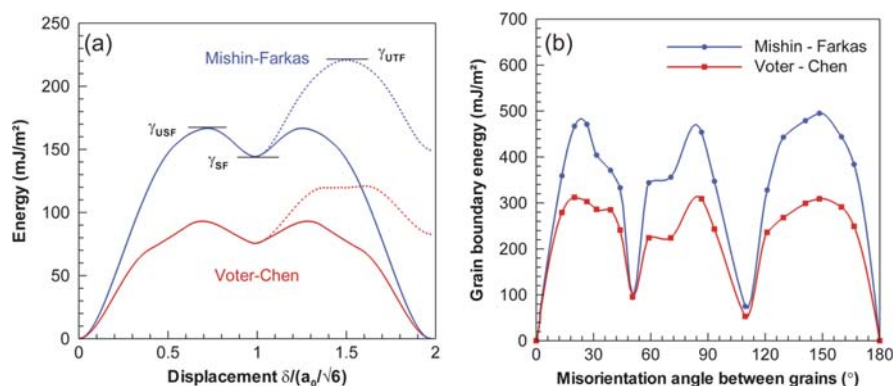 (a)
Mishin-Farkas
γUTF
γUSF
γSF
Voter-Chen
Energy (mJ/m²)
250
200
150
100
50
0
0 0.5 1 1.5 2
Displacement δ/(a₀/√6)
(b)
Mishin - Farkas
Voter - Chen
Grain boundary energy (mJ/m²)
700
600
500
400
300
200
100
0
0 30 60 90 120 150 180
Misorientation angle between grains (°)